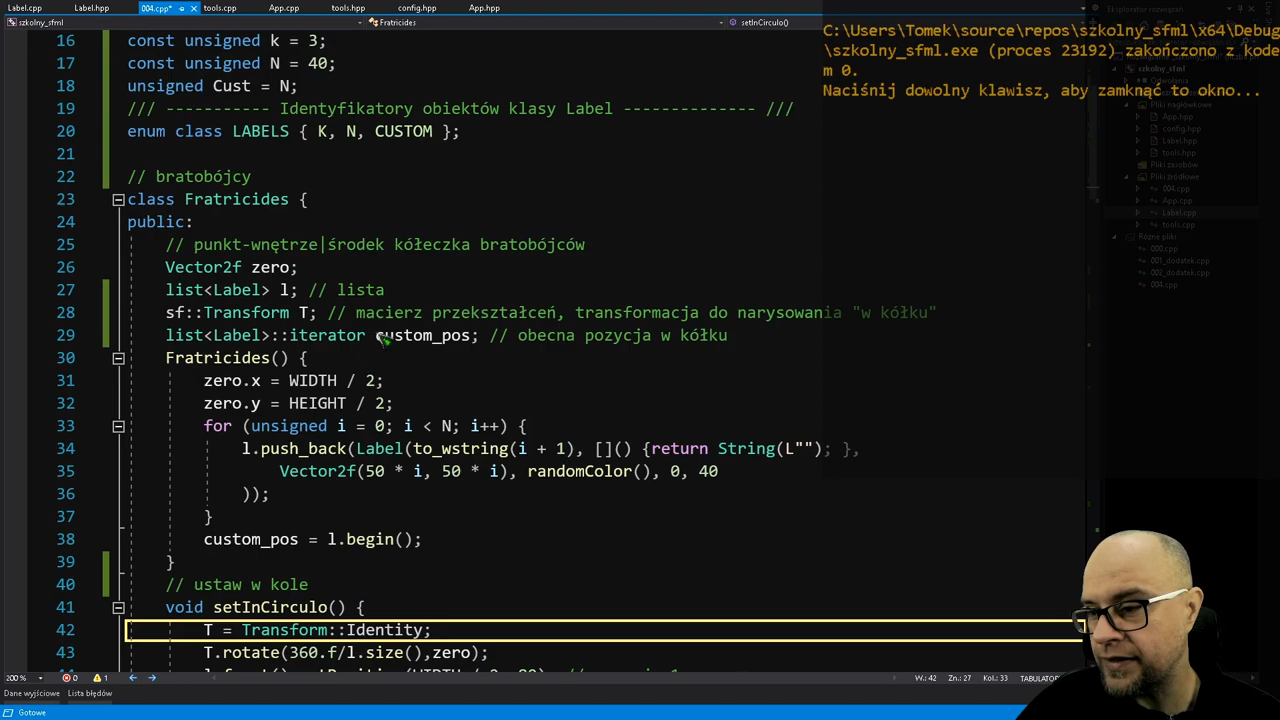 Label.cpp Label.hpp 004.cpp* tools.cpp App.cpp config.hpp App.hpp
szkolny_sfml Fratricides setInCirculo()
16 const unsigned k = 3;
17 const unsigned N = 40;
18 unsigned Cust = N;
19 /// ----------- Identyfikatory obiektów klasy Label -------------- ///
20 enum class LABELS { K, N, CUSTOM };
21
22 // bratobójcy
23 class Fratricides {
24 public:
25 // punkt-wnętrze|środek kółeczka bratobójców
26 Vector2f zero;
27 list<Label> l; // lista
28 sf::Transform T; // macierz przekształceń, transformacja do narysowania "w kółku"
29 list<Label>::iterator custom_pos; // obecna pozycja w kółku
30 Fratricides() {
31 zero.x = WIDTH / 2;
32 zero.y = HEIGHT / 2;
33 for (unsigned i = 0; i < N; i++) {
34 l.push_back(Label(to_wstring(i + 1), []() {return String(L""); },
35 Vector2f(50 * i, 50 * i), randomColor(), 0, 40
36 ));
37 }
38 custom_pos = l.begin();
39 }
40 // ustaw w kole
41 void setInCirculo() {
42 T = Transform::Identity;
43 T.rotate(360.f/l.size(),zero);
C:\Users\Tomek\source\repos\szkolny_sfml\x64\Debug
\szkolny_sfml.exe (proces 23192) zakończono z kode
m 0.
Naciśnij dowolny klawisz, aby zamknąć to okno...
Eksplorator rozwiązań
szkolny_sfml
Odwołania
Pliki nagłówkowe
App.hpp
config.hpp
Label.hpp
tools.hpp
Pliki zasobów
Pliki źródłowe
004.cpp
App.cpp
Label.cpp
tools.cpp
Różne pliki
000.cpp
001_dodatek.cpp
002_dodatek.cpp
004.cpp
200 % 0 1 W.: 42 Zn.: 27 Kol.: 33
Dane wyjściowe Lista błędów
Gotowe